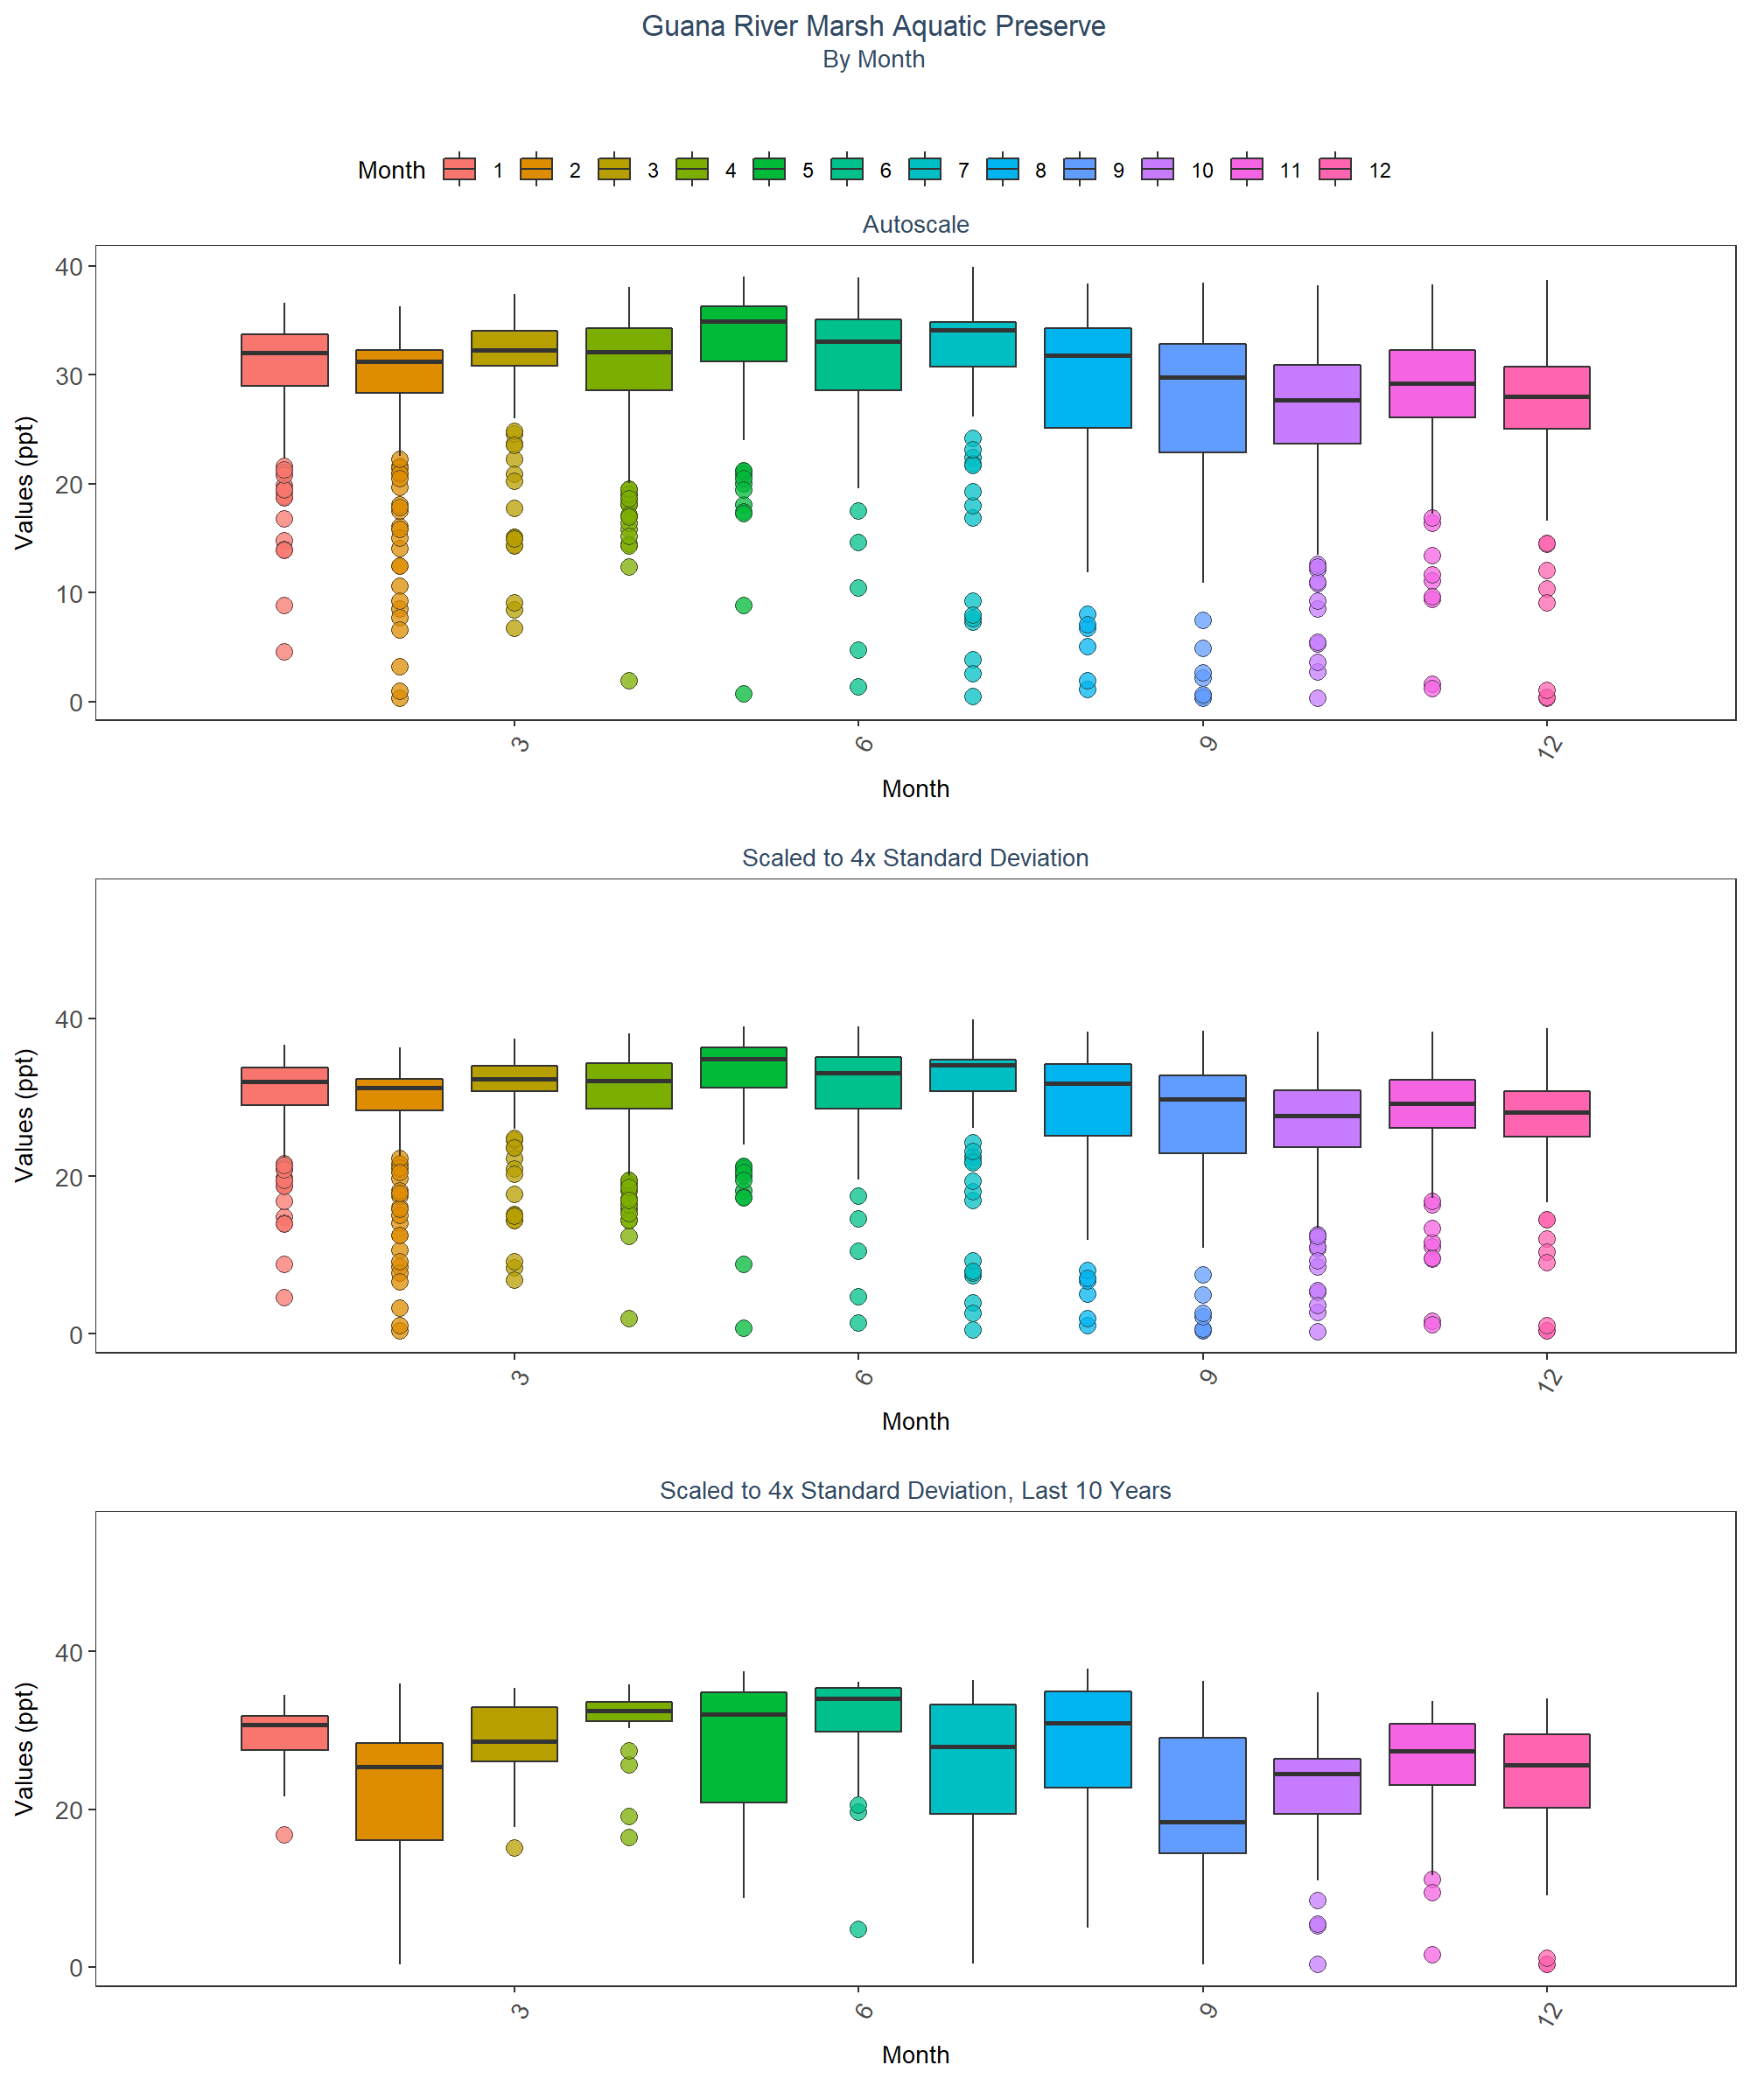 Guana River Marsh Aquatic Preserve
By Month
Month 1 2 3 4 5 6 7 8 9 10 11 12
Autoscale
Values (ppt)
40
30
20
10
0
3 6 9 12
Month
Scaled to 4x Standard Deviation
Values (ppt)
40
20
0
3 6 9 12
Month
Scaled to 4x Standard Deviation, Last 10 Years
Values (ppt)
40
20
0
3 6 9 12
Month